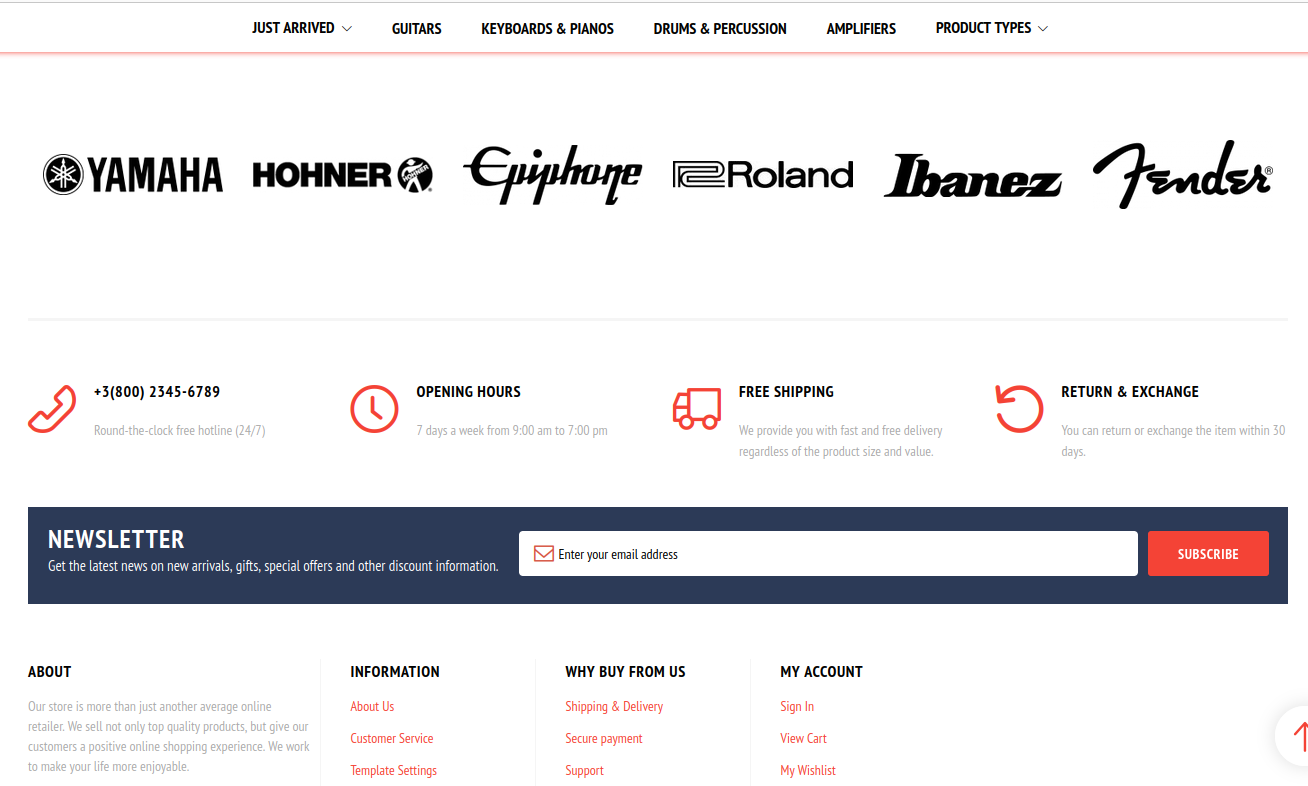 JUST ARRIVED GUITARS KEYBOARDS & PIANOS DRUMS & PERCUSSION AMPLIFIERS PRODUCT TYPES
YAMAHA HOHNER HOHNER Epiphone Roland Ibanez Fender®
+3(800) 2345-6789
Round-the-clock free hotline (24/7)
OPENING HOURS
7 days a week from 9:00 am to 7:00 pm
FREE SHIPPING
We provide you with fast and free delivery
regardless of the product size and value.
RETURN & EXCHANGE
You can return or exchange the item within 30
days.
NEWSLETTER
Get the latest news on new arrivals, gifts, special offers and other discount information.
Enter your email address
SUBSCRIBE
ABOUT
Our store is more than just another average online
retailer. We sell not only top quality products, but give our
customers a positive online shopping experience. We work
to make your life more enjoyable.
INFORMATION
About Us
Customer Service
Template Settings
WHY BUY FROM US
Shipping & Delivery
Secure payment
Support
MY ACCOUNT
Sign In
View Cart
My Wishlist